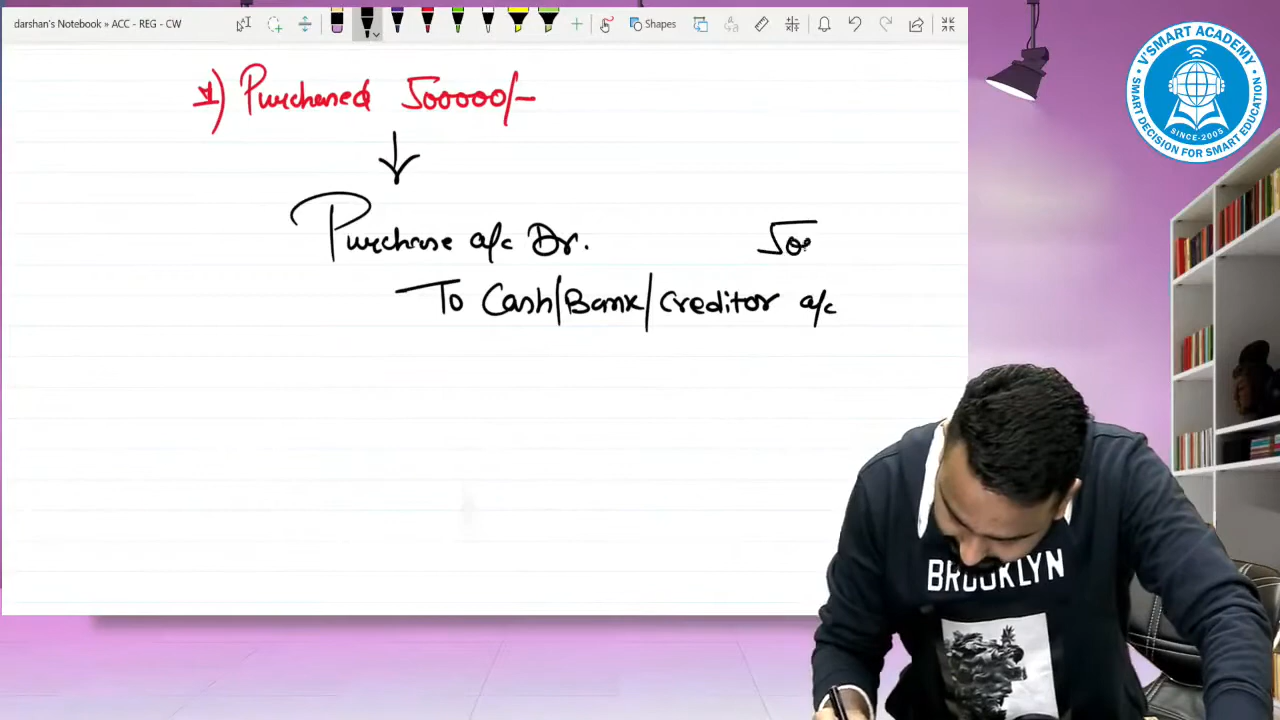 darshan's Notebook » ACC - REG - CW
Shapes
1) Purchased 500000/-
Purchase a/c Dr. 500
To Cash/Bank/Creditor a/c
V'SMART ACADEMY
SINCE-2005
SMART DECISION FOR SMART EDUCATION
BROOKLYN